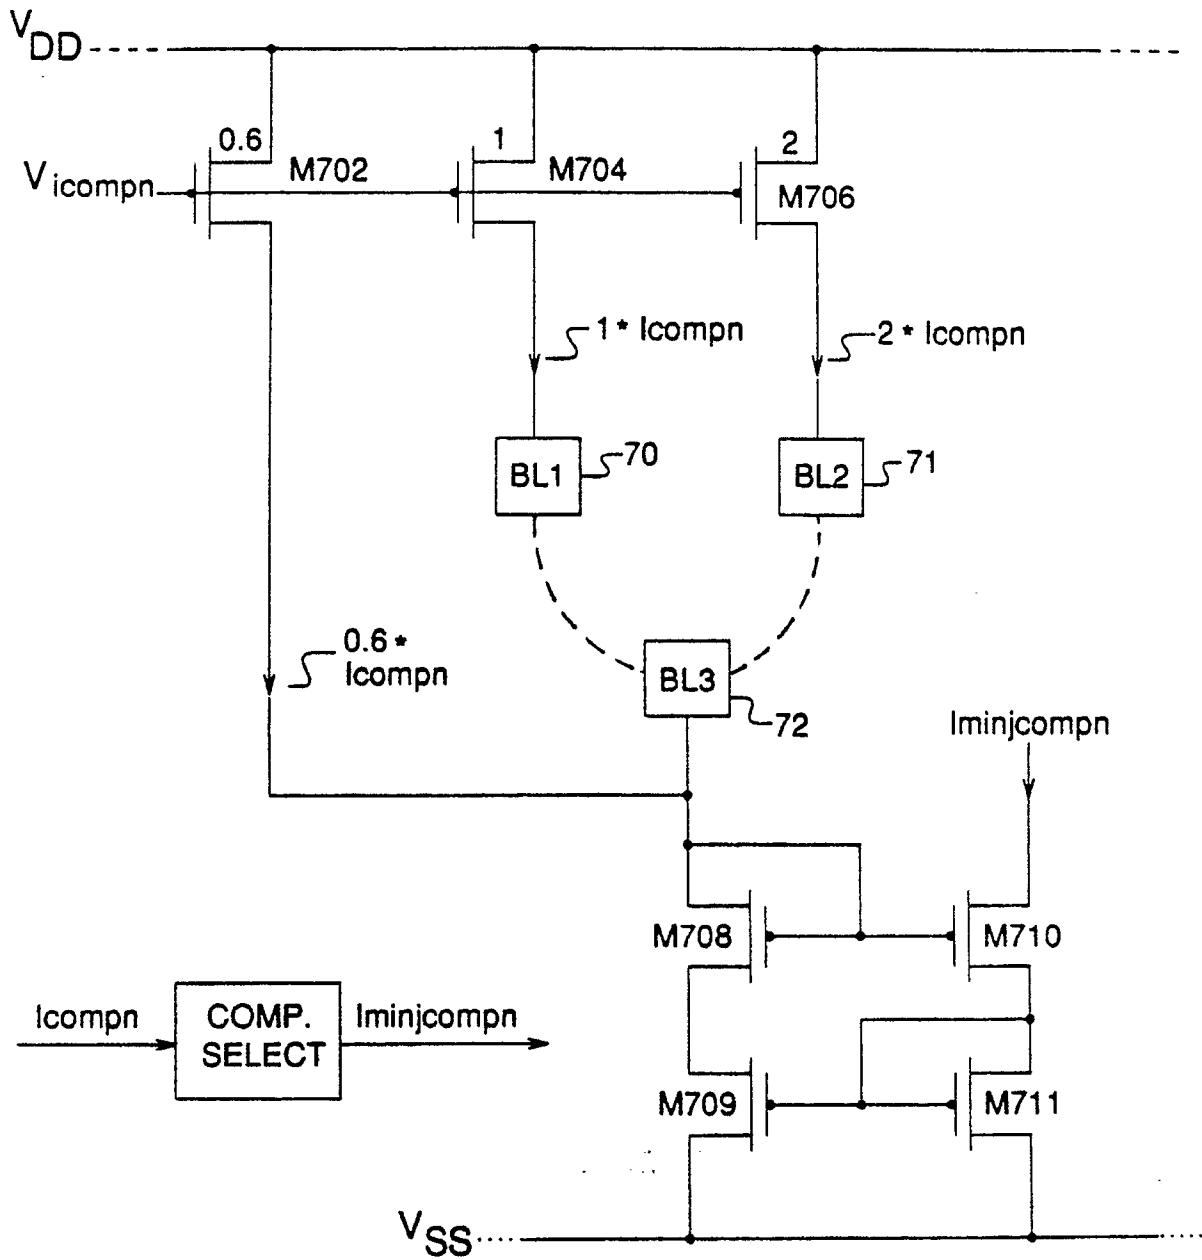 VDD
0.6
1
2
Vicompn
M702
M704
M706
1 * Icompn
2 * Icompn
BL1
70
BL2
71
0.6 *
Icompn
BL3
72
Iminjcompn
M708
M710
Icompn
COMP.
SELECT
Iminjcompn
M709
M711
VSS